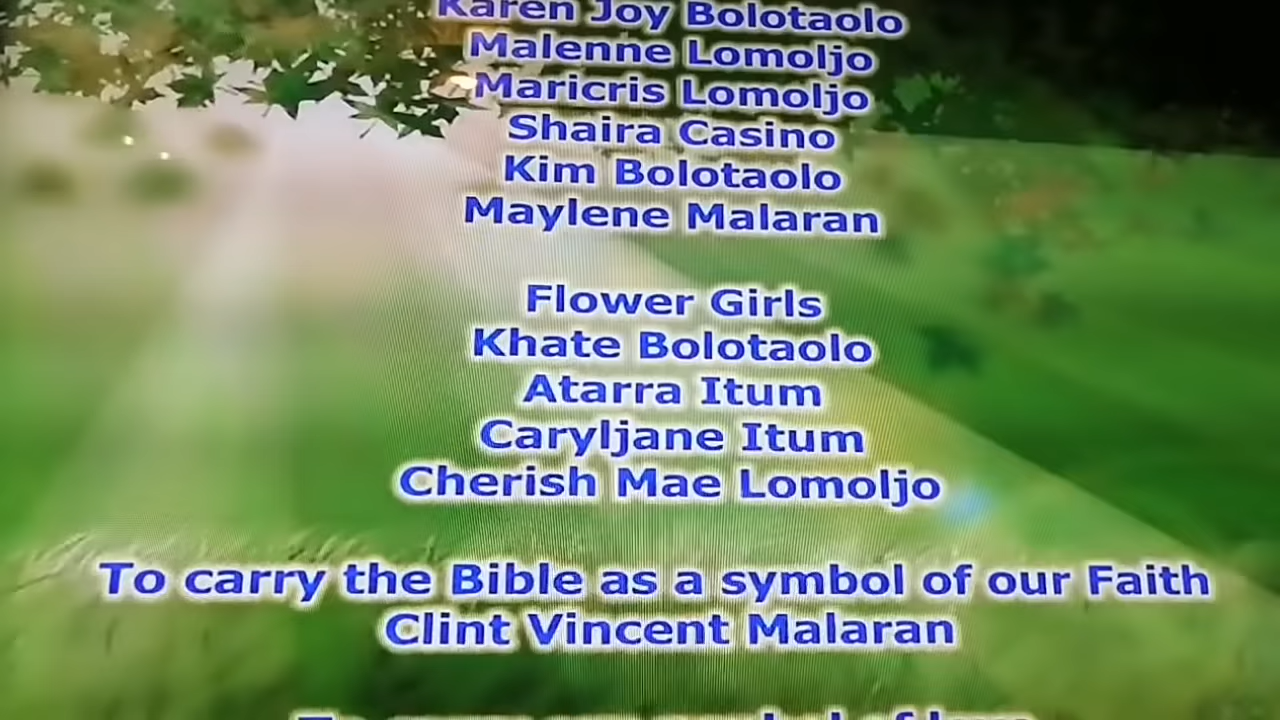 Karen Joy Bolotaolo
Malenne Lomoljo
Maricris Lomoljo
Shaira Casino
Kim Bolotaolo
Maylene Malaran
Flower Girls
Khate Bolotaolo
Atarra Itum
Caryljane Itum
Cherish Mae Lomoljo
To carry the Bible as a symbol of our Faith
Clint Vincent Malaran